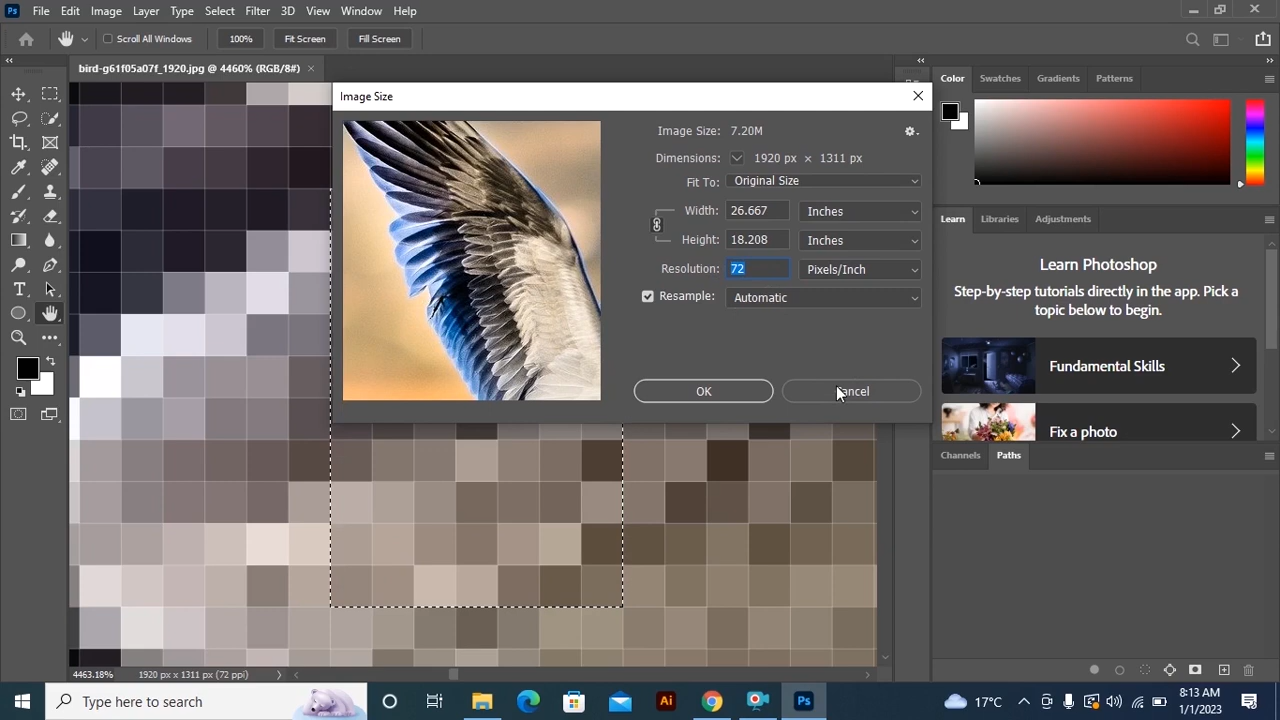 Ps File Edit Image Layer Type Select Filter 3D View Window Help
Scroll All Windows 100% Fit Screen Fill Screen
bird-g61f05a07f_1920.jpg @ 4460% (RGB/8#)
Color Swatches Gradients Patterns
Image Size
Image Size: 7.20M
Dimensions: 1920 px × 1311 px
Fit To: Original Size
Width: 26.667 Inches
Height: 18.208 Inches
Resolution: 72 Pixels/Inch
Resample: Automatic
OK
Learn Libraries Adjustments
Learn Photoshop
Step-by-step tutorials directly in the app. Pick a
topic below to begin.
Fundamental Skills
Fix a photo
Channels Paths
4463.18% 1920 px x 1311 px (72 ppi)
Type here to search
Ai
Ps
17°C
8:13 AM
1/1/2023